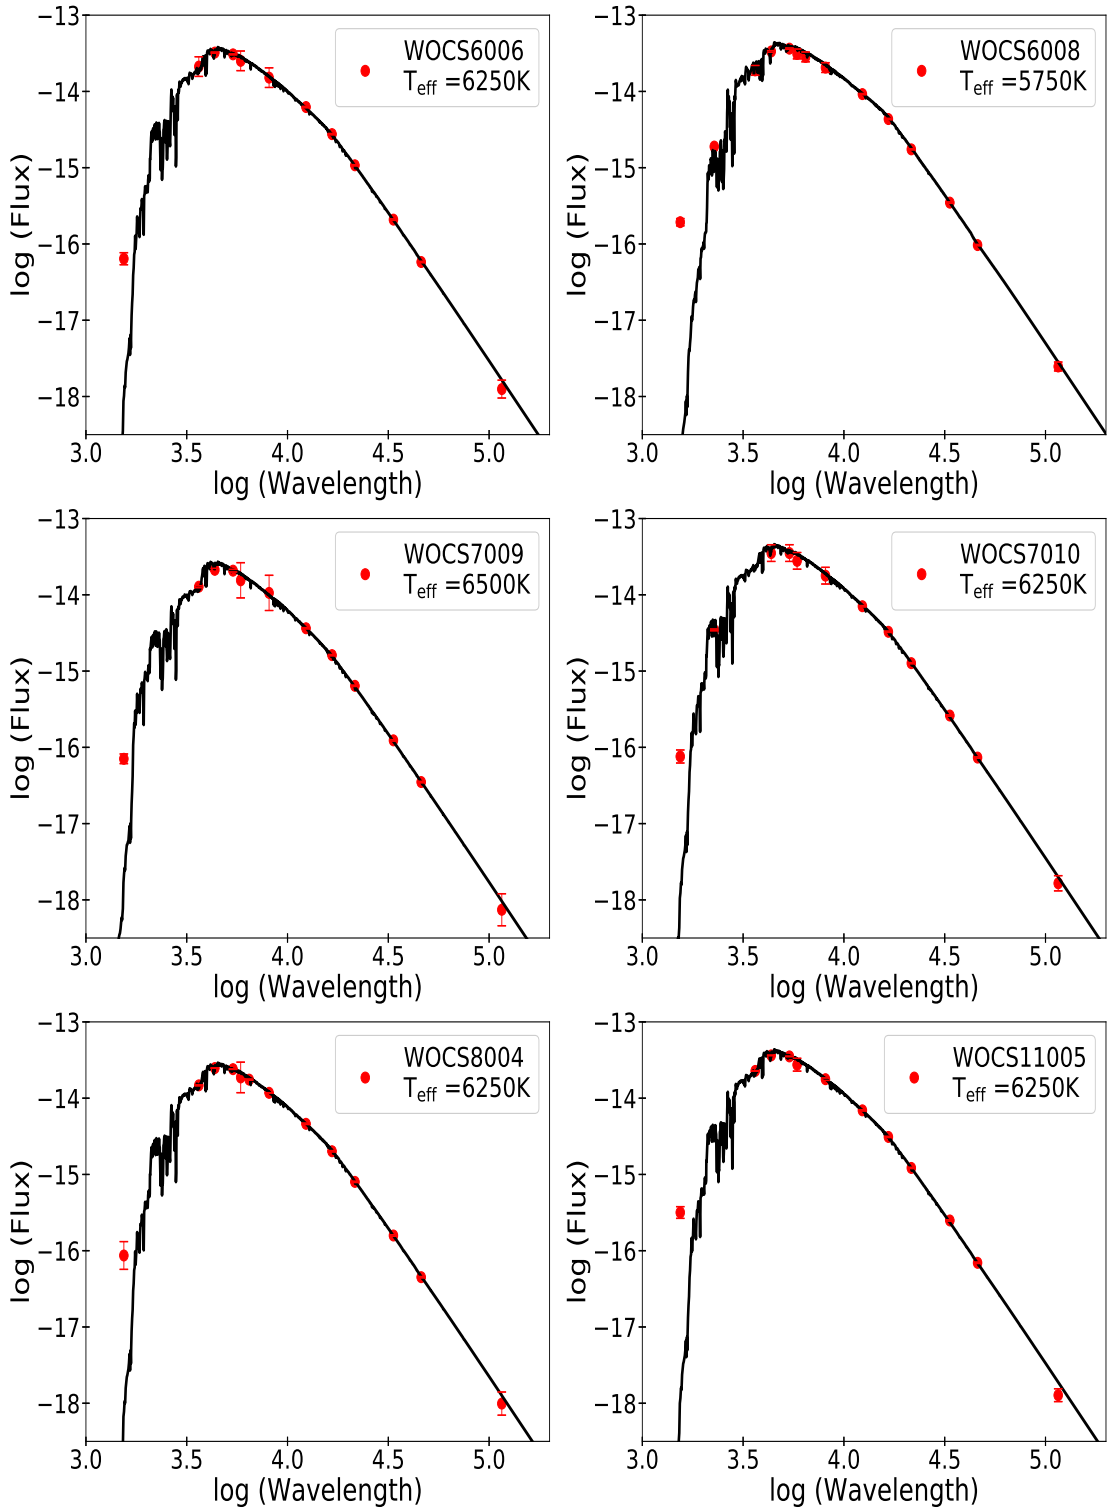 −13
−14
−15
−16
−17
−18
log (Flux)
WOCS6006
T_eff =6250K
3.0 3.5 4.0 4.5 5.0
log (Wavelength)
−13
−14
−15
−16
−17
−18
log (Flux)
WOCS6008
T_eff =5750K
3.0 3.5 4.0 4.5 5.0
log (Wavelength)
−13
−14
−15
−16
−17
−18
log (Flux)
WOCS7009
T_eff =6500K
3.0 3.5 4.0 4.5 5.0
log (Wavelength)
−13
−14
−15
−16
−17
−18
log (Flux)
WOCS7010
T_eff =6250K
3.0 3.5 4.0 4.5 5.0
log (Wavelength)
−13
−14
−15
−16
−17
−18
log (Flux)
WOCS8004
T_eff =6250K
3.0 3.5 4.0 4.5 5.0
log (Wavelength)
−13
−14
−15
−16
−17
−18
log (Flux)
WOCS11005
T_eff =6250K
3.0 3.5 4.0 4.5 5.0
log (Wavelength)